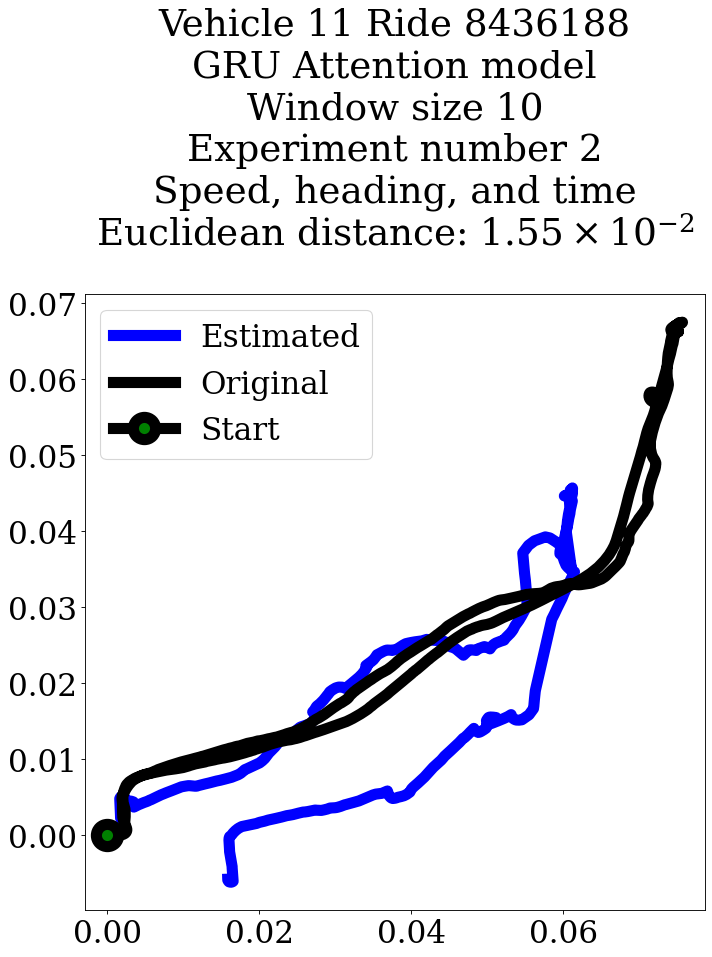 Vehicle 11 Ride 8436188
GRU Attention model
Window size 10
Experiment number 2
Speed, heading, and time
Euclidean distance: 1.55 × 10⁻²
Estimated
Original
Start
0.07
0.06
0.05
0.04
0.03
0.02
0.01
0.00
0.00 0.02 0.04 0.06